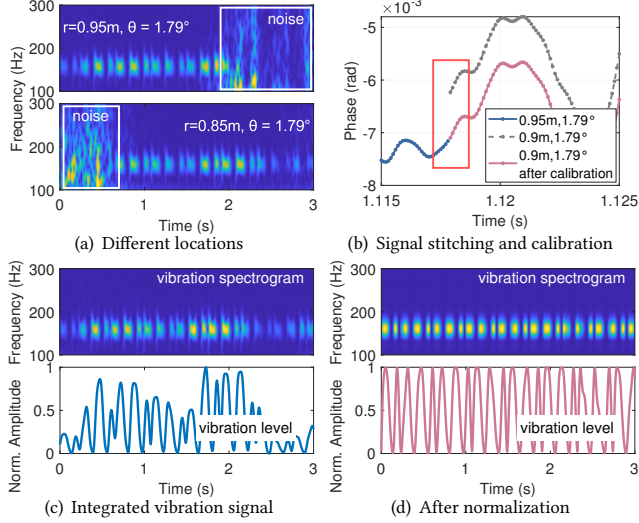 300
200
100
Frequency (Hz)
r=0.95m, θ = 1.79°
noise
300
200
100
noise
r=0.85m, θ = 1.79°
0 1 2 3
Time (s)
(a) Different locations
×10⁻³
-5
-6
-7
-8
Phase (rad)
0.95m,1.79°
0.9m,1.79°
0.9m,1.79°
after calibration
1.115 1.12 1.125
Time (s)
(b) Signal stitching and calibration
300
200
100
Frequency (Hz)
vibration spectrogram
1
0.5
0
Norm. Amplitude
vibration level
0 1 2 3
Time (s)
(c) Integrated vibration signal
300
200
100
Frequency (Hz)
vibration spectrogram
1
0.5
0
Norm. Amplitude
vibration level
0 1 2 3
Time (s)
(d) After normalization